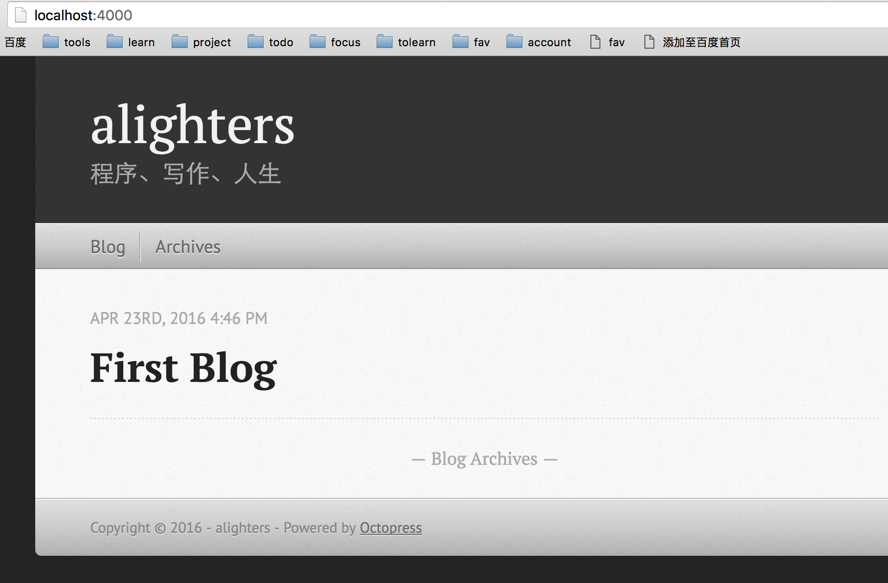 localhost:4000
百度 tools learn project todo focus tolearn fav account fav 添加至百度首页
alighters
程序、写作、人生
Blog Archives
APR 23RD, 2016 4:46 PM
First Blog
— Blog Archives —
Copyright © 2016 - alighters - Powered by Octopress